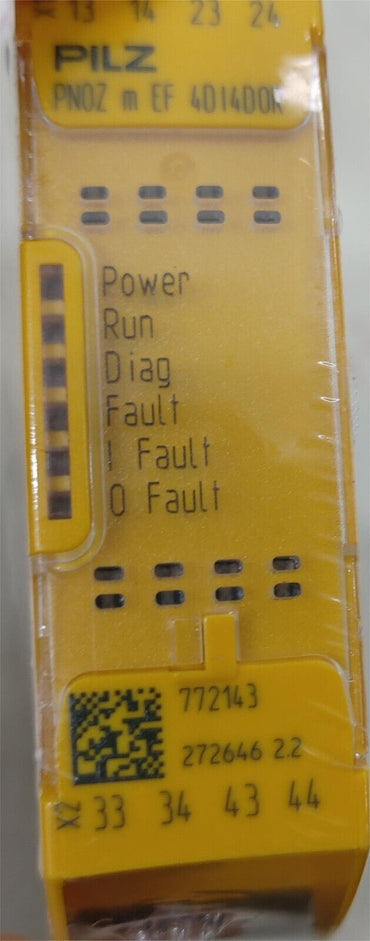 X1 13 14 23 24
PILZ
PNOZ m EF 4DI4DOR
Power
Run
Diag
Fault
I Fault
O Fault
772143
272646 2.2
X2 33 34 43 44